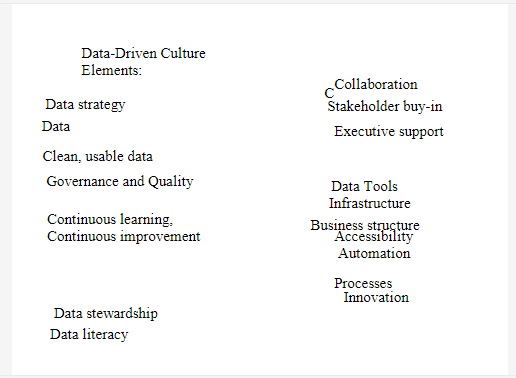 Data-Driven Culture
Elements:
Data strategy
Data
Clean, usable data
Governance and Quality
Continuous learning,
Continuous improvement
Data stewardship
Data literacy
Collaboration
C
Stakeholder buy-in
Executive support
Data Tools
Infrastructure
Business structure
Accessibility
Automation
Processes
Innovation